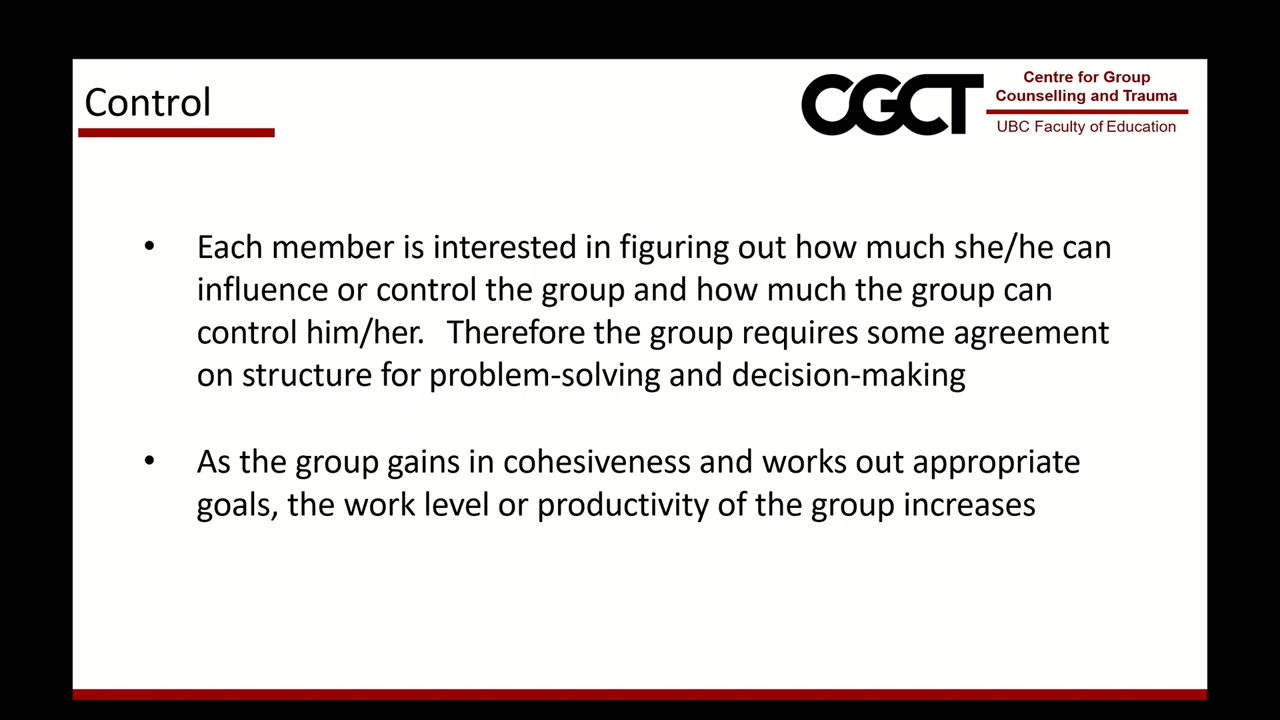 Control
CGCT
Centre for Group
Counselling and Trauma
UBC Faculty of Education
• Each member is interested in figuring out how much she/he can
influence or control the group and how much the group can
control him/her. Therefore the group requires some agreement
on structure for problem-solving and decision-making
• As the group gains in cohesiveness and works out appropriate
goals, the work level or productivity of the group increases